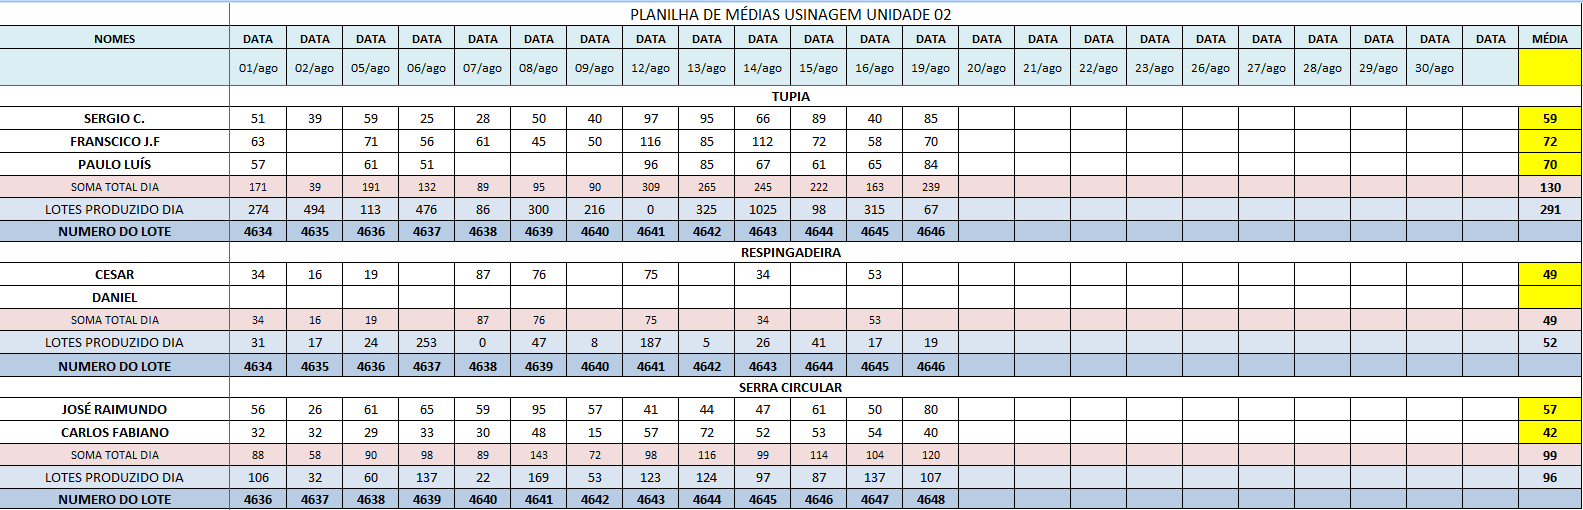 PLANILHA DE MÉDIAS USINAGEM UNIDADE 02
NOMES DATA DATA DATA DATA DATA DATA DATA DATA DATA DATA DATA DATA DATA DATA DATA DATA DATA DATA DATA DATA DATA DATA DATA MÉDIA
01/ago 02/ago 05/ago 06/ago 07/ago 08/ago 09/ago 12/ago 13/ago 14/ago 15/ago 16/ago 19/ago 20/ago 21/ago 22/ago 23/ago 26/ago 27/ago 28/ago 29/ago 30/ago
TUPIA
SERGIO C. 51 39 59 25 28 50 40 97 95 66 89 40 85 59
FRANSCICO J.F 63 71 56 61 45 50 116 85 112 72 58 70 72
PAULO LUÍS 57 61 51 96 85 67 61 65 84 70
SOMA TOTAL DIA 171 39 191 132 89 95 90 309 265 245 222 163 239 130
LOTES PRODUZIDO DIA 274 494 113 476 86 300 216 0 325 1025 98 315 67 291
NUMERO DO LOTE 4634 4635 4636 4637 4638 4639 4640 4641 4642 4643 4644 4645 4646
RESPINGADEIRA
CESAR 34 16 19 87 76 75 34 53 49
DANIEL
SOMA TOTAL DIA 34 16 19 87 76 75 34 53 49
LOTES PRODUZIDO DIA 31 17 24 253 0 47 8 187 5 26 41 17 19 52
NUMERO DO LOTE 4634 4635 4636 4637 4638 4639 4640 4641 4642 4643 4644 4645 4646
SERRA CIRCULAR
JOSÉ RAIMUNDO 56 26 61 65 59 95 57 41 44 47 61 50 80 57
CARLOS FABIANO 32 32 29 33 30 48 15 57 72 52 53 54 40 42
SOMA TOTAL DIA 88 58 90 98 89 143 72 98 116 99 114 104 120 99
LOTES PRODUZIDO DIA 106 32 60 137 22 169 53 123 124 97 87 137 107 96
NUMERO DO LOTE 4636 4637 4638 4639 4640 4641 4642 4643 4644 4645 4646 4647 4648